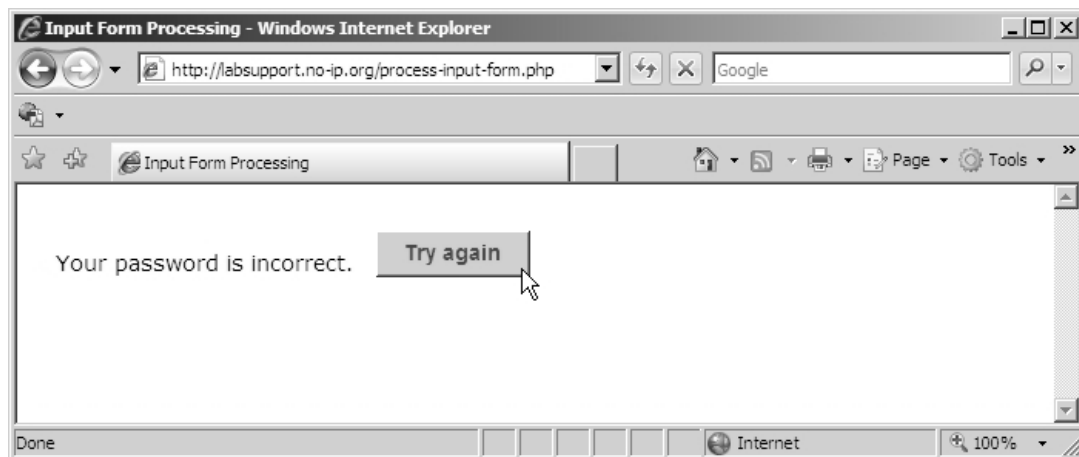 Input Form Processing - Windows Internet Explorer
http://labsupport.no-ip.org/process-input-form.php
Google
Input Form Processing
Page
Tools
»
Your password is incorrect.
Try again
Done
Internet
100%